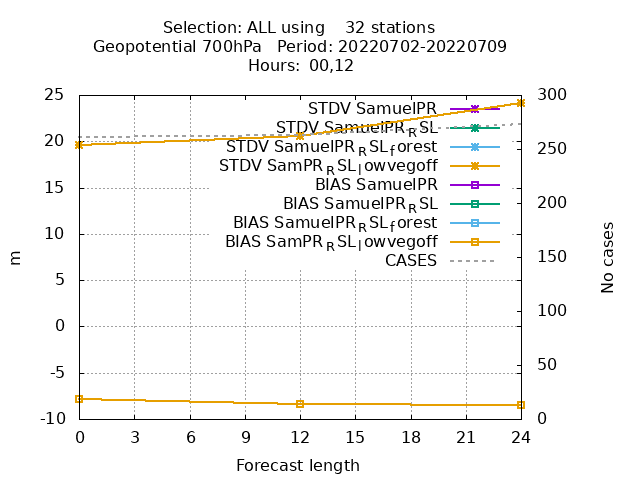 Selection: ALL using    32 stations
Geopotential 700hPa   Period: 20220702-20220709
Hours:  00,12
25
20
15
10
5
0
-5
-10
m
300
250
200
150
100
50
0
No cases
STDV SamuelPR
STDV SamuelPR_RSL
STDV SamuelPR_RSL_forest
STDV SamPR_RSL_lowvegoff
BIAS SamuelPR
BIAS SamuelPR_RSL
BIAS SamuelPR_RSL_forest
BIAS SamPR_RSL_lowvegoff
CASES
0 3 6 9 12 15 18 21 24
Forecast length